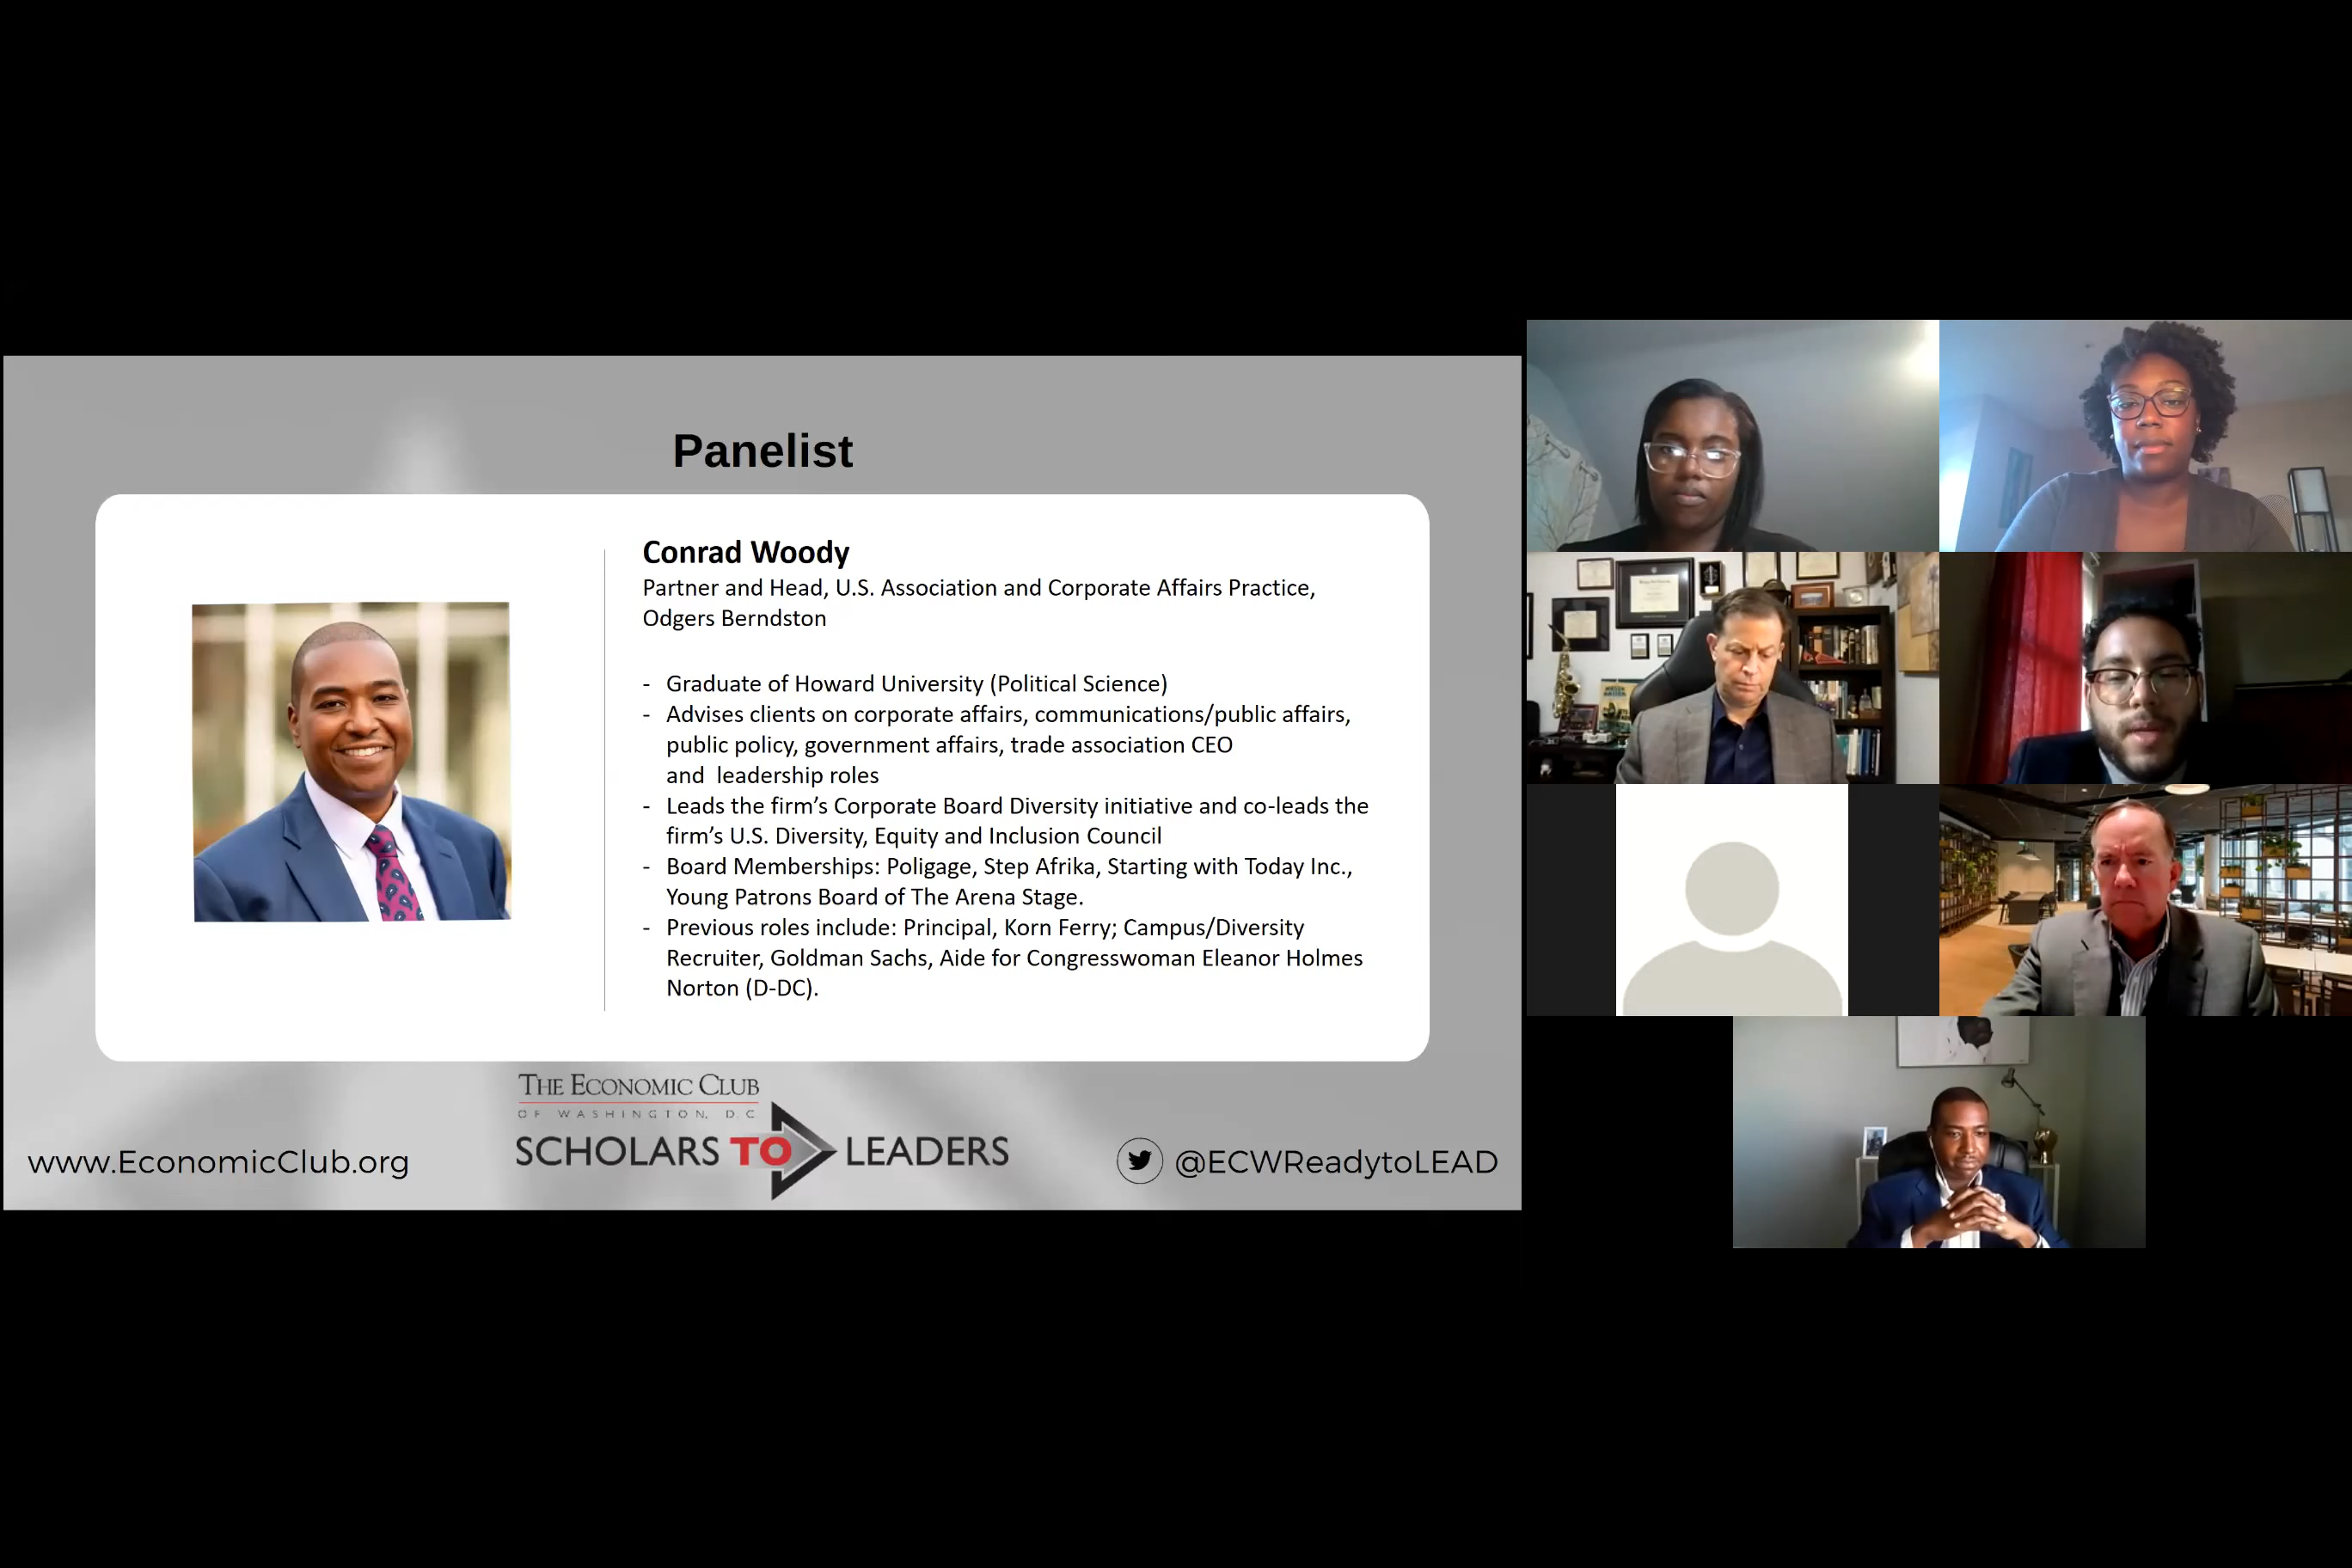 Panelist
Conrad Woody
Partner and Head, U.S. Association and Corporate Affairs Practice,
Odgers Berndston
- Graduate of Howard University (Political Science)
- Advises clients on corporate affairs, communications/public affairs,
public policy, government affairs, trade association CEO
and leadership roles
- Leads the firm’s Corporate Board Diversity initiative and co-leads the
firm’s U.S. Diversity, Equity and Inclusion Council
- Board Memberships: Poligage, Step Afrika, Starting with Today Inc.,
Young Patrons Board of The Arena Stage.
- Previous roles include: Principal, Korn Ferry; Campus/Diversity
Recruiter, Goldman Sachs, Aide for Congresswoman Eleanor Holmes
Norton (D-DC).
THE ECONOMIC CLUB
OF WASHINGTON, D.C
SCHOLARS TO LEADERS
www.EconomicClub.org
@ECWReadytoLEAD